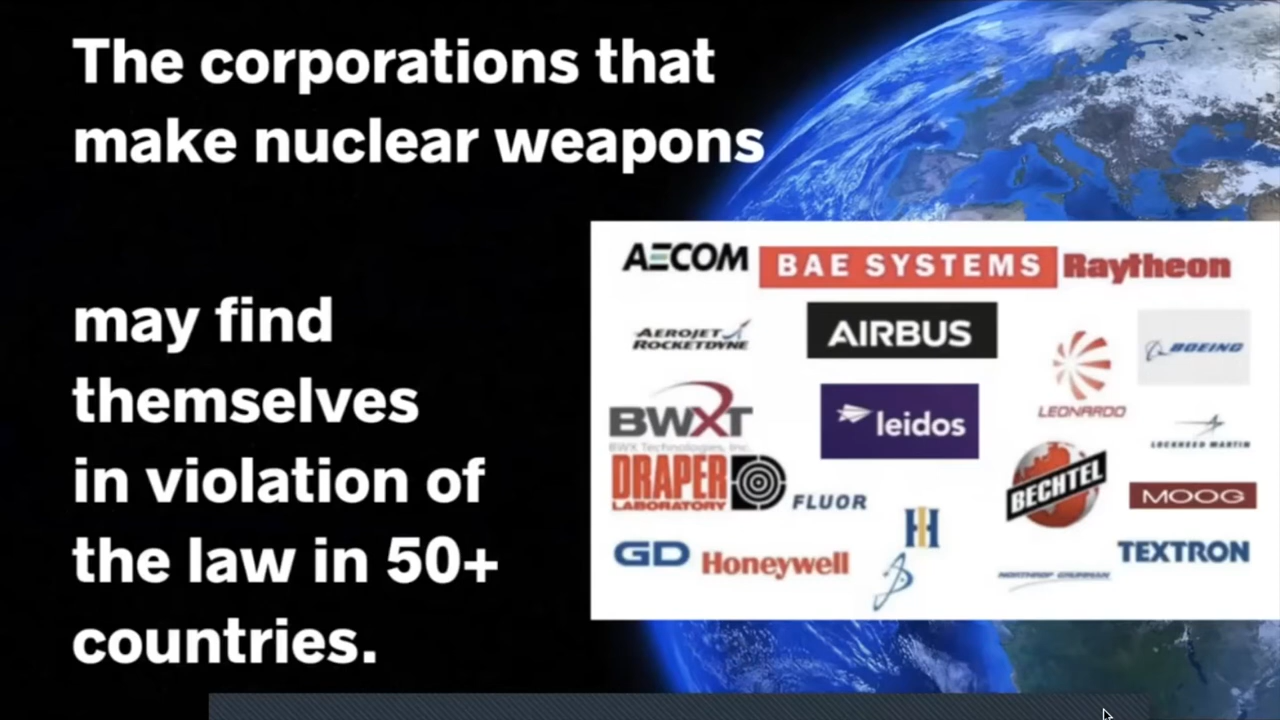 The corporations that
make nuclear weapons
may find
themselves
in violation of
the law in 50+
countries.
AECOM
BAE SYSTEMS
Raytheon
AEROJET
ROCKETDYNE
AIRBUS
BOEING
LEONARDO
BWXT
BWX Technologies, Inc.
leidos
LOCKHEED MARTIN
DRAPER
LABORATORY
FLUOR
BECHTEL
MOOG
GD
Honeywell
HII
NORTHROP GRUMMAN
TEXTRON